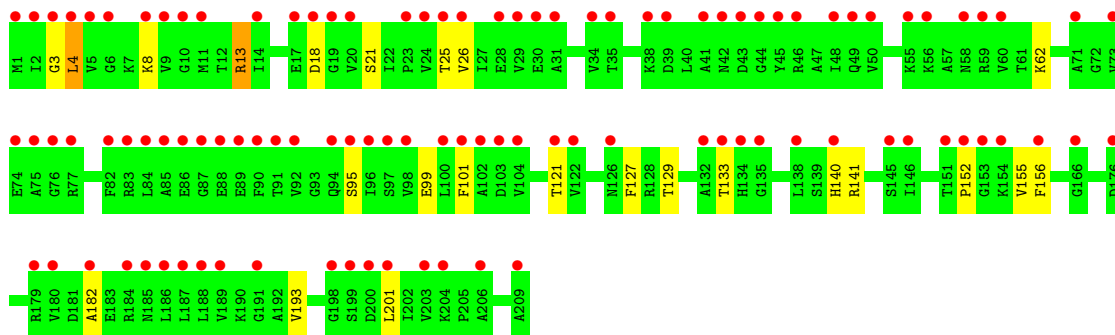 M1 I2 G3 L4 V5 G6 K7 K8 V9 G10 M11 T12 R13 I14 E17 D18 G19 V20 S21 I22 P23 V24 T25 V26 I27 E28 V29 E30 A31 V34 T35 K38 D39 L40 A41 N42 D43 G44 Y45 R46 A47 I48 Q49 V50 K55 K56 A57 N58 R59 V60 T61 K62 A71 G72 V73
E74 A75 G76 R77 F82 R83 L84 A85 E86 G87 E88 E89 F90 T91 V92 G93 Q94 S95 I96 S97 V98 E99 L100 F101 A102 D103 V104 T121 V122 N126 F127 R128 T129 A132 T133 H134 G135 L138 S139 H140 R141 S145 I146 T151 P152 G153 K154 V155 F156 G166 D176
R179 V180 D181 A182 E183 R184 N185 L186 L187 L188 V189 K190 G191 A192 V193 G198 S199 D200 L201 I202 V203 K204 P205 A206 A209